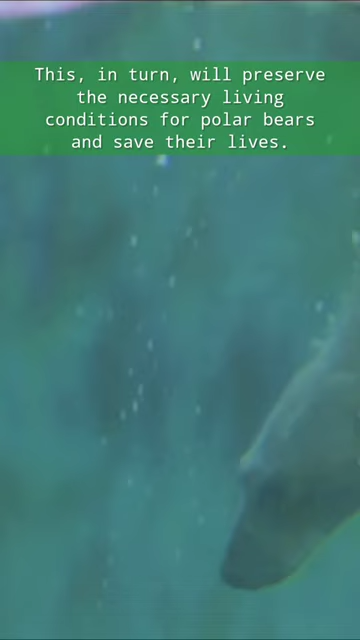 This, in turn, will preserve
the necessary living
conditions for polar bears
and save their lives.